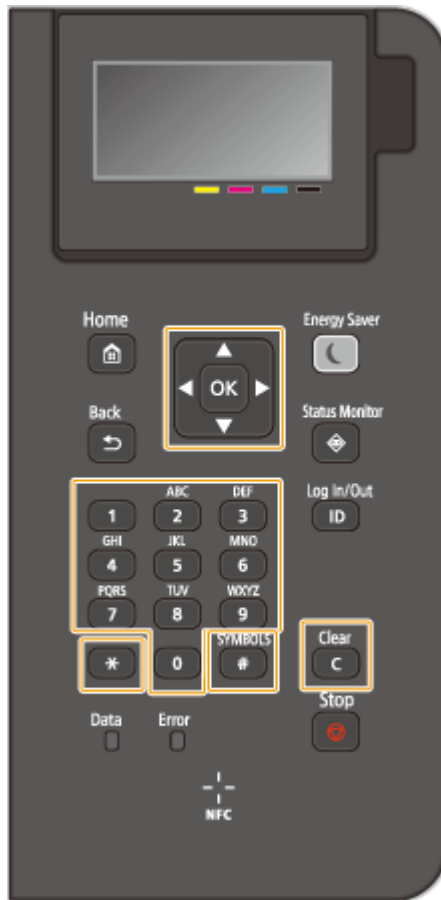 Home
Energy Saver
OK
Back
Status Monitor
ABC DEF
Log In/Out
1 2 3
ID
GHI JKL MNO
4 5 6
PQRS TUV WXYZ
7 8 9
SYMBOLS
Clear
* 0 #
C
Stop
Data Error
NFC